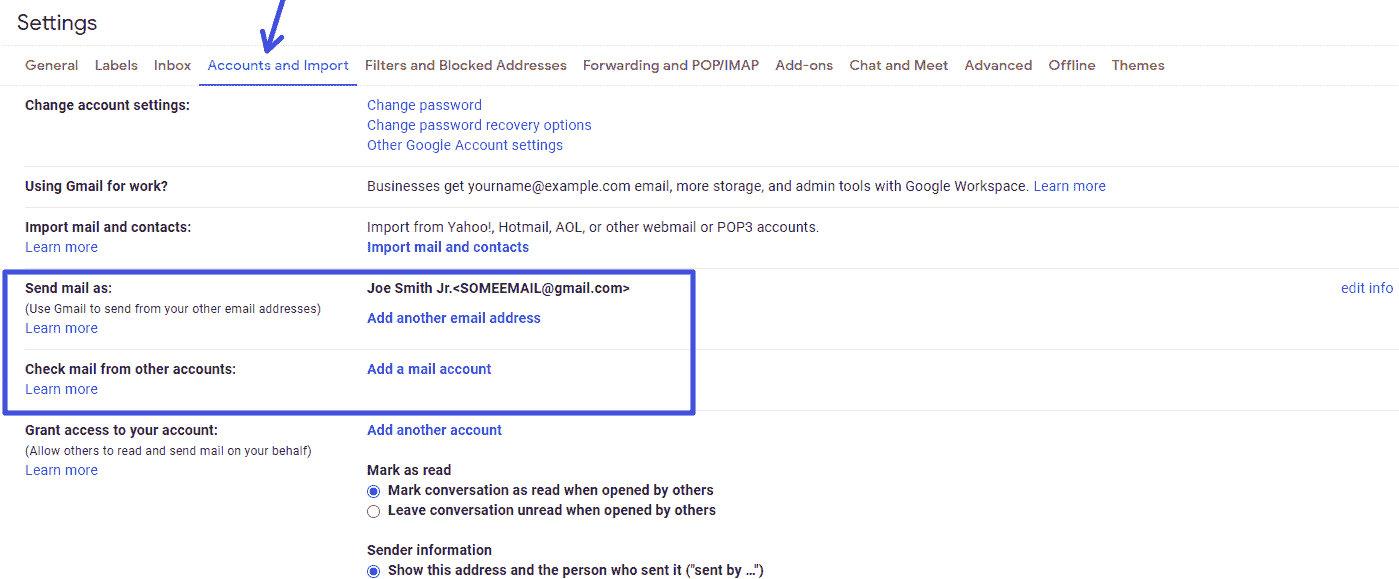 Settings
General Labels Inbox Accounts and Import Filters and Blocked Addresses Forwarding and POP/IMAP Add-ons Chat and Meet Advanced Offline Themes
Change account settings: Change password
Change password recovery options
Other Google Account settings
Using Gmail for work? Businesses get yourname@example.com email, more storage, and admin tools with Google Workspace. Learn more
Import mail and contacts: Import from Yahoo!, Hotmail, AOL, or other webmail or POP3 accounts.
Learn more Import mail and contacts
Send mail as: Joe Smith Jr.<SOMEEMAIL@gmail.com> edit info
(Use Gmail to send from your other email addresses)
Add another email address
Learn more
Check mail from other accounts: Add a mail account
Learn more
Grant access to your account: Add another account
(Allow others to read and send mail on your behalf)
Learn more Mark as read
Mark conversation as read when opened by others
Leave conversation unread when opened by others
Sender information
Show this address and the person who sent it ("sent by ...")